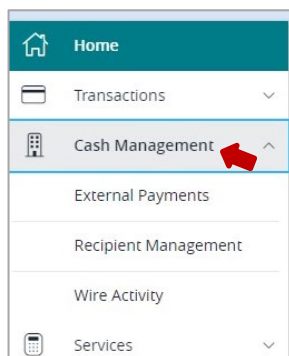 Home
Transactions
Cash Management
External Payments
Recipient Management
Wire Activity
Services